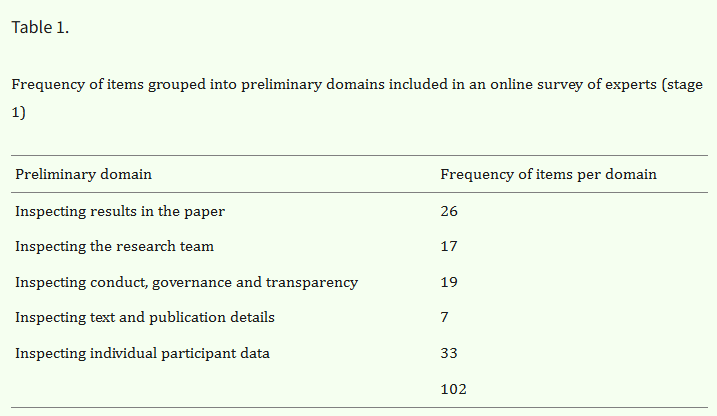 Table 1.
Frequency of items grouped into preliminary domains included in an online survey of experts (stage
1)
Preliminary domain Frequency of items per domain
Inspecting results in the paper 26
Inspecting the research team 17
Inspecting conduct, governance and transparency 19
Inspecting text and publication details 7
Inspecting individual participant data 33
102